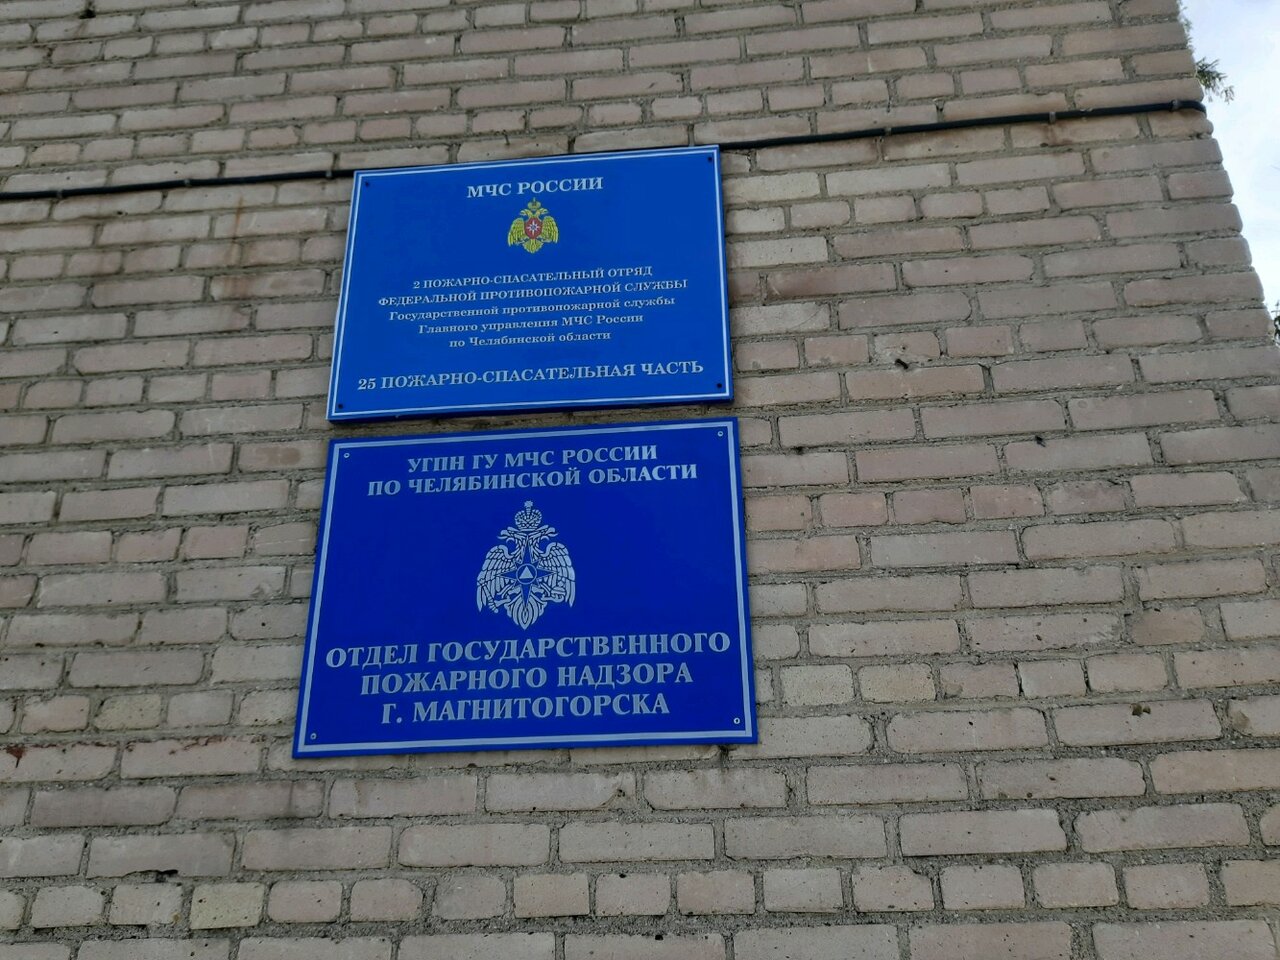 МЧС РОССИИ
2 ПОЖАРНО-СПАСАТЕЛЬНЫЙ ОТРЯД
ФЕДЕРАЛЬНОЙ ПРОТИВОПОЖАРНОЙ СЛУЖБЫ
Государственной противопожарной службы
Главного управления МЧС России
по Челябинской области
25 ПОЖАРНО-СПАСАТЕЛЬНАЯ ЧАСТЬ
УГПН ГУ МЧС РОССИИ
ПО ЧЕЛЯБИНСКОЙ ОБЛАСТИ
ОТДЕЛ ГОСУДАРСТВЕННОГО
ПОЖАРНОГО НАДЗОРА
Г. МАГНИТОГОРСКА